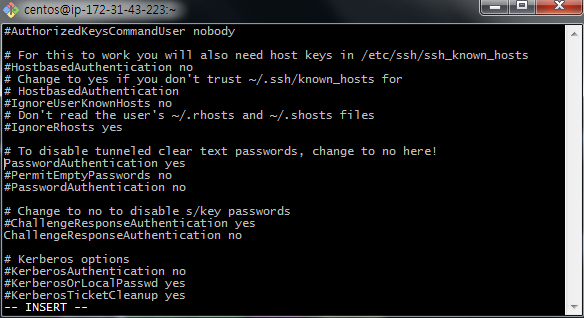 centos@ip-172-31-43-223:~
#AuthorizedKeysCommandUser nobody
# For this to work you will also need host keys in /etc/ssh/ssh_known_hosts
#HostbasedAuthentication no
# Change to yes if you don't trust ~/.ssh/known_hosts for
# HostbasedAuthentication
#IgnoreUserKnownHosts no
# Don't read the user's ~/.rhosts and ~/.shosts files
#IgnoreRhosts yes
# To disable tunneled clear text passwords, change to no here!
PasswordAuthentication yes
#PermitEmptyPasswords no
#PasswordAuthentication no
# Change to no to disable s/key passwords
#ChallengeResponseAuthentication yes
ChallengeResponseAuthentication no
# Kerberos options
#KerberosAuthentication no
#KerberosOrLocalPasswd yes
#KerberosTicketCleanup yes
-- INSERT --